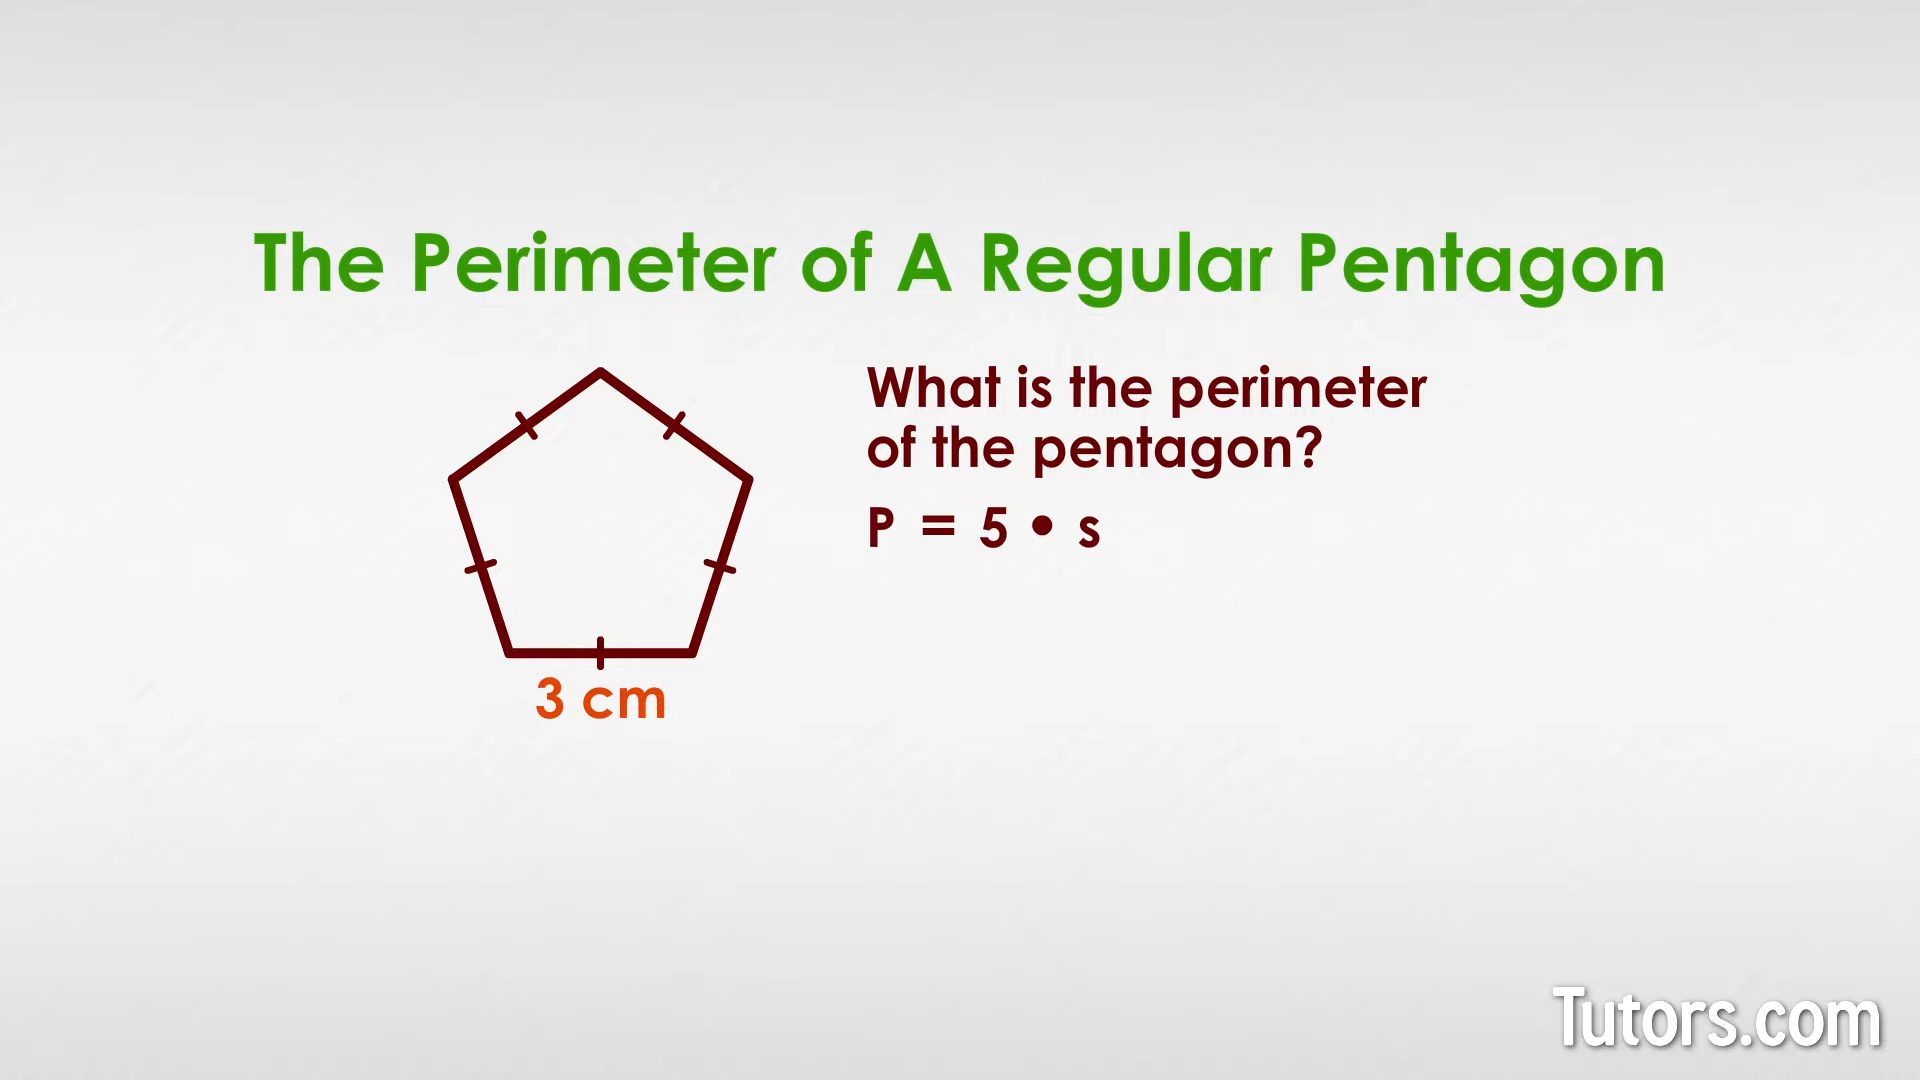 The Perimeter of A Regular Pentagon
What is the perimeter
of the pentagon?
P = 5 • s
3 cm
Tutors.com